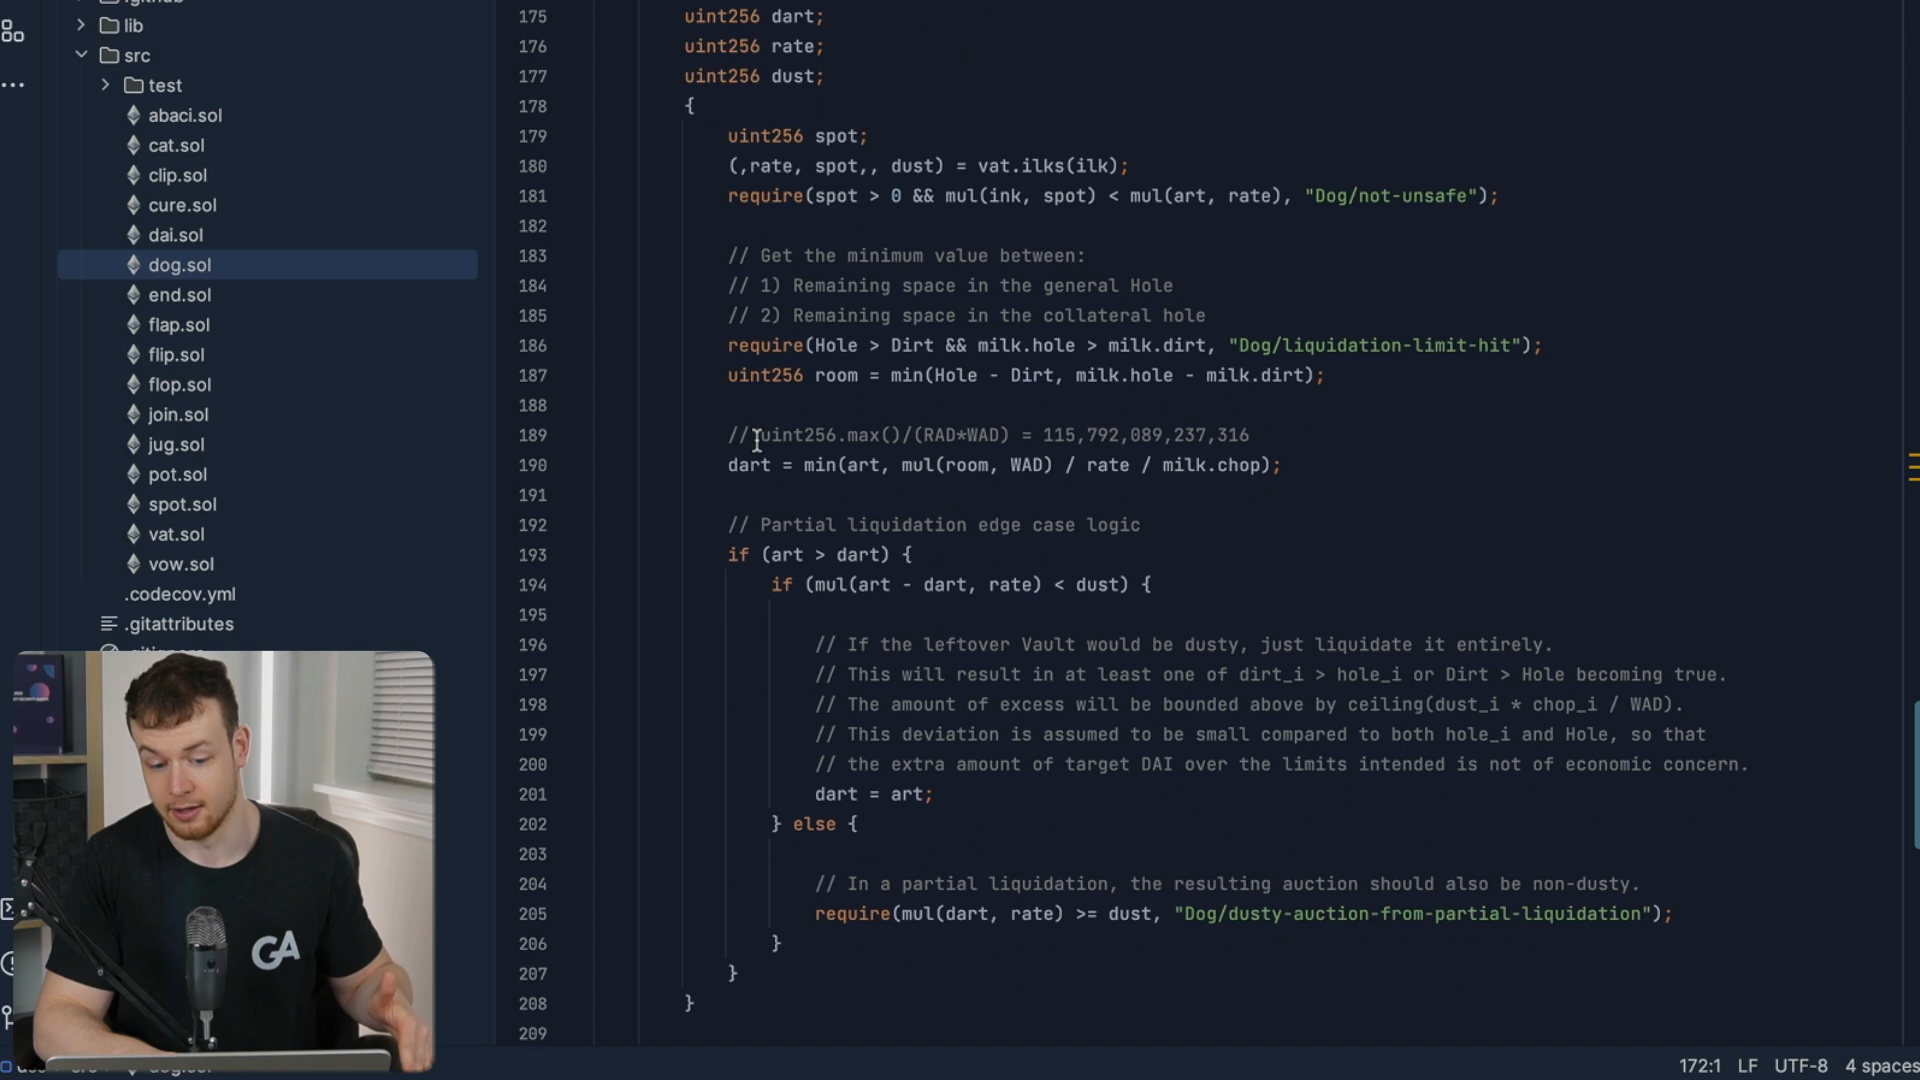 lib
src
test
abaci.sol
cat.sol
clip.sol
cure.sol
dai.sol
dog.sol
end.sol
flap.sol
flip.sol
flop.sol
join.sol
jug.sol
pot.sol
spot.sol
vat.sol
vow.sol
.codecov.yml
.gitattributes
GA
175 uint256 dart;
176 uint256 rate;
177 uint256 dust;
178 {
179 uint256 spot;
180 (,rate, spot,, dust) = vat.ilks(ilk);
181 require(spot > 0 && mul(ink, spot) < mul(art, rate), "Dog/not-unsafe");
182
183 // Get the minimum value between:
184 // 1) Remaining space in the general Hole
185 // 2) Remaining space in the collateral hole
186 require(Hole > Dirt && milk.hole > milk.dirt, "Dog/liquidation-limit-hit");
187 uint256 room = min(Hole - Dirt, milk.hole - milk.dirt);
188
189 // uint256.max()/(RAD*WAD) = 115,792,089,237,316
190 dart = min(art, mul(room, WAD) / rate / milk.chop);
191
192 // Partial liquidation edge case logic
193 if (art > dart) {
194 if (mul(art - dart, rate) < dust) {
195
196 // If the leftover Vault would be dusty, just liquidate it entirely.
197 // This will result in at least one of dirt_i > hole_i or Dirt > Hole becoming true.
198 // The amount of excess will be bounded above by ceiling(dust_i * chop_i / WAD).
199 // This deviation is assumed to be small compared to both hole_i and Hole, so that
200 // the extra amount of target DAI over the limits intended is not of economic concern.
201 dart = art;
202 } else {
203
204 // In a partial liquidation, the resulting auction should also be non-dusty.
205 require(mul(dart, rate) >= dust, "Dog/dusty-auction-from-partial-liquidation");
206 }
207 }
208 }
209
172:1 LF UTF-8 4 spaces